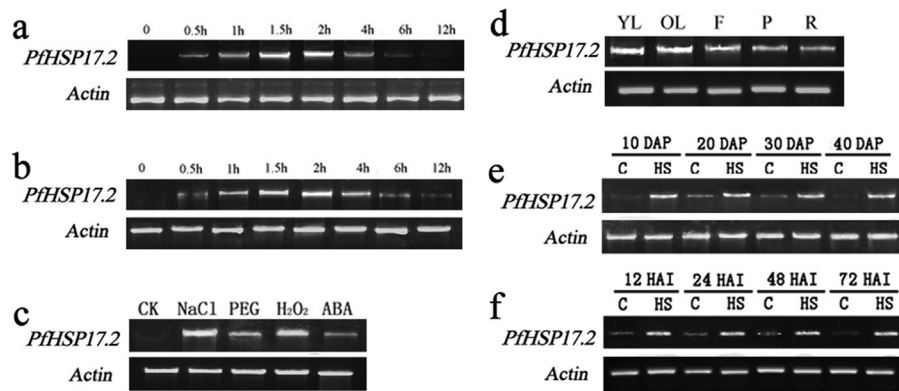 a
0 0.5h 1h 1.5h 2h 4h 6h 12h
PfHSP17.2
Actin
b
0 0.5h 1h 1.5h 2h 4h 6h 12h
PfHSP17.2
Actin
c
CK NaCl PEG H₂O₂ ABA
PfHSP17.2
Actin
d
YL OL F P R
PfHSP17.2
Actin
e
10 DAP 20 DAP 30 DAP 40 DAP
C HS C HS C HS C HS
PfHSP17.2
Actin
f
12 HAI 24 HAI 48 HAI 72 HAI
C HS C HS C HS C HS
PfHSP17.2
Actin